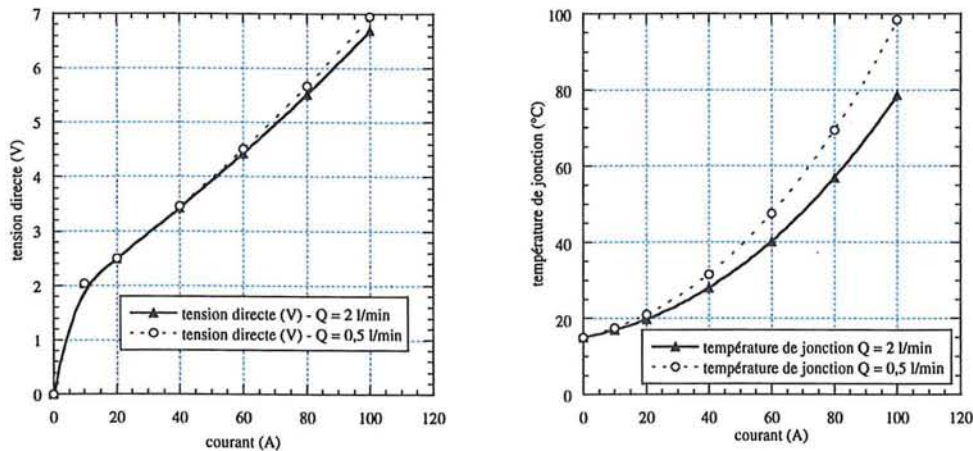 7
6
5
4
3
2
1
0
tension directe (V)
tension directe (V) - Q = 2 l/min
tension directe (V) - Q = 0,5 l/min
0 20 40 60 80 100 120
courant (A)
100
80
60
40
20
0
température de jonction (°C)
température de jonction Q = 2 l/min
température de jonction Q = 0,5 l/min
0 20 40 60 80 100 120
courant (A)